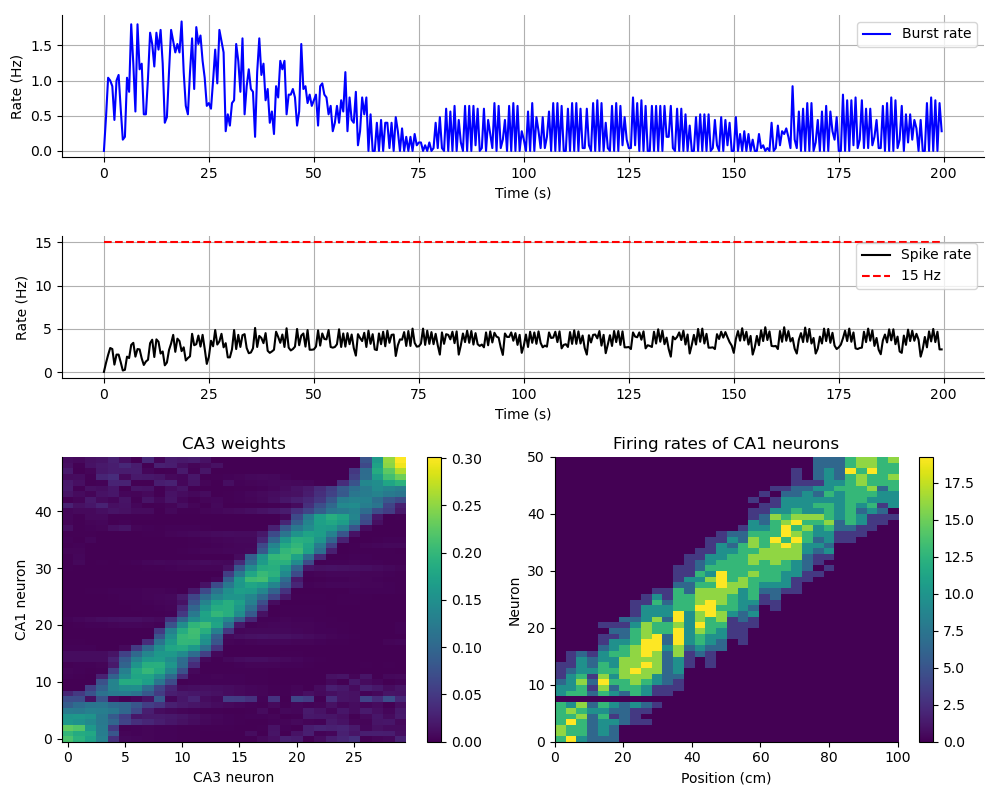 Rate (Hz)
1.5
1.0
0.5
0.0
Burst rate
0 25 50 75 100 125 150 175 200
Time (s)
Rate (Hz)
15
10
5
0
Spike rate
15 Hz
0 25 50 75 100 125 150 175 200
Time (s)
CA3 weights
CA1 neuron
40
30
20
10
0
0 5 10 15 20 25
CA3 neuron
0.30
0.25
0.20
0.15
0.10
0.05
0.00
Firing rates of CA1 neurons
Neuron
50
40
30
20
10
0
0 20 40 60 80 100
Position (cm)
17.5
15.0
12.5
10.0
7.5
5.0
2.5
0.0